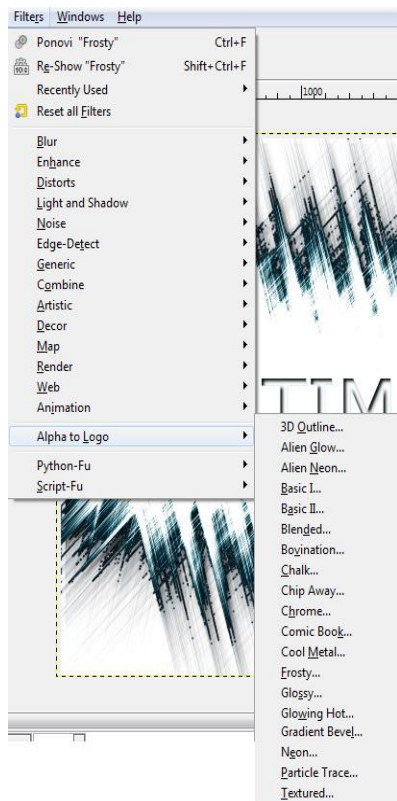 Filters Windows Help
Ponovi "Frosty" Ctrl+F
Re-Show "Frosty" Shift+Ctrl+F
Recently Used
Reset all Filters
1000
Blur
Enhance
Distorts
Light and Shadow
Noise
Edge-Detect
Generic
Combine
Artistic
Decor
Map
Render
Web
Animation
TIM
Alpha to Logo
Python-Fu
Script-Fu
3D Outline...
Alien Glow...
Alien Neon...
Basic I...
Basic II...
Blended...
Bovination...
Chalk...
Chip Away...
Chrome...
Comic Book...
Cool Metal...
Frosty...
Glossy...
Glowing Hot...
Gradient Bevel...
Neon...
Particle Trace...
Textured...